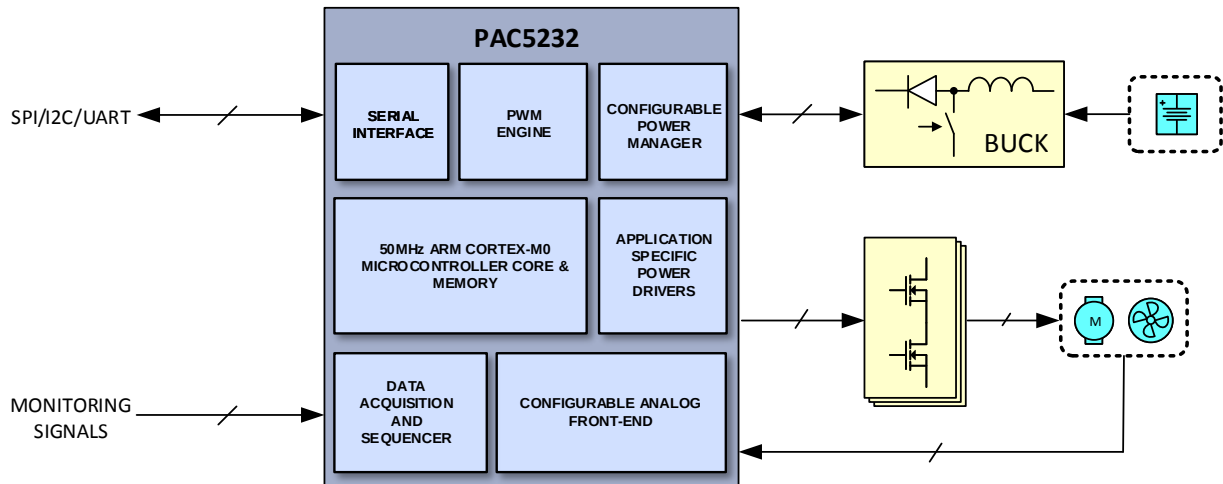 PAC5232
SPI/I2C/UART
SERIAL
INTERFACE
PWM
ENGINE
CONFIGURABLE
POWER
MANAGER
BUCK
+
50MHz ARM CORTEX-M0
MICROCONTROLLER CORE &
MEMORY
APPLICATION
SPECIFIC
POWER
DRIVERS
M
MONITORING
SIGNALS
DATA
ACQUISITION
AND
SEQUENCER
CONFIGURABLE ANALOG
FRONT-END